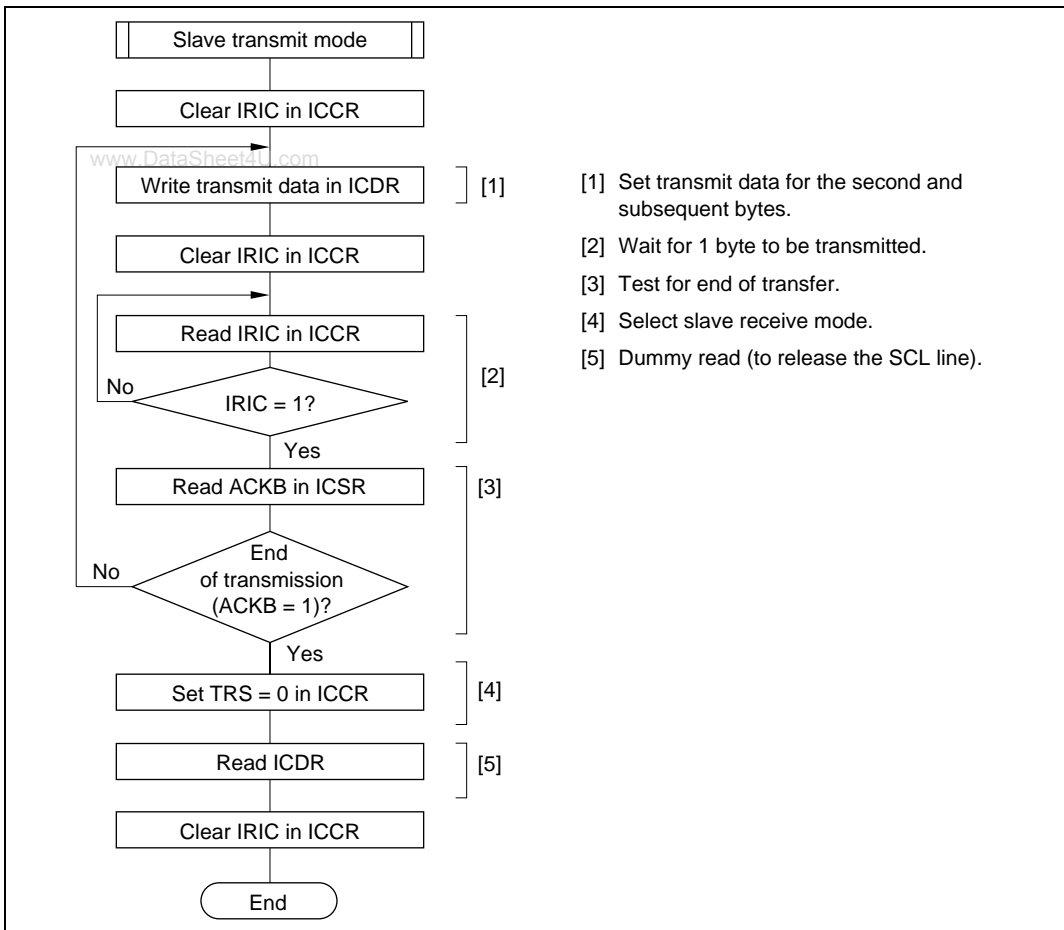 Slave transmit mode
Clear IRIC in ICCR
www.DataSheet4U.com
Write transmit data in ICDR
[1]
Clear IRIC in ICCR
Read IRIC in ICCR
[2]
No
IRIC = 1?
Yes
Read ACKB in ICSR
[3]
No
End
of transmission
(ACKB = 1)?
Yes
Set TRS = 0 in ICCR
[4]
Read ICDR
[5]
Clear IRIC in ICCR
End
[1] Set transmit data for the second and
subsequent bytes.
[2] Wait for 1 byte to be transmitted.
[3] Test for end of transfer.
[4] Select slave receive mode.
[5] Dummy read (to release the SCL line).